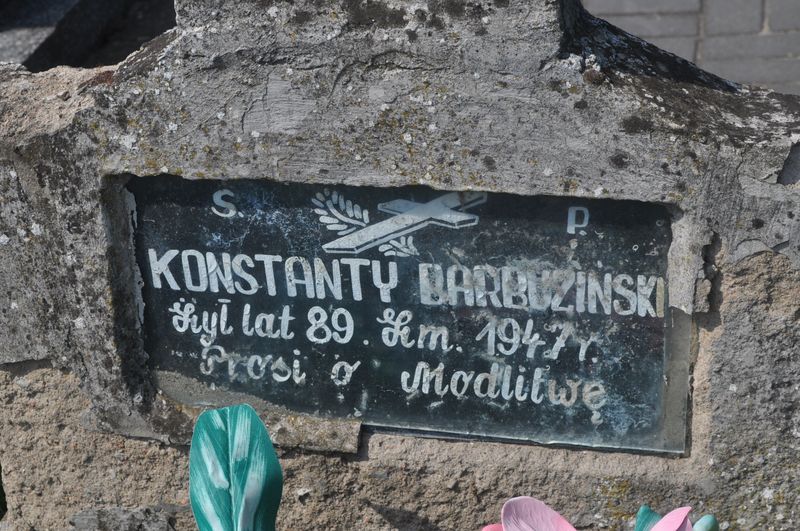 S. P.
KONSTANTY BARBUZINSKI
Żył lat 89. Zm. 1947 r.
Prosi o Modlitwę